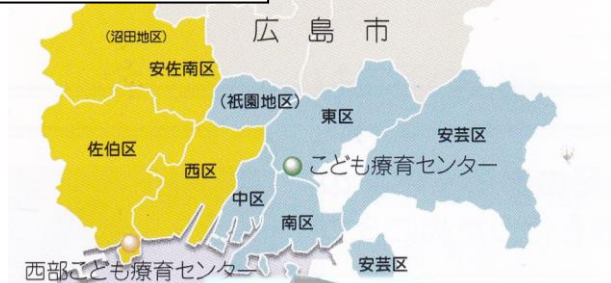 広島市
(沼田地区)
安佐南区
(祇園地区)
東区
安芸区
佐伯区
西区
こども療育センター
中区
南区
西部こども療育センター
安芸区